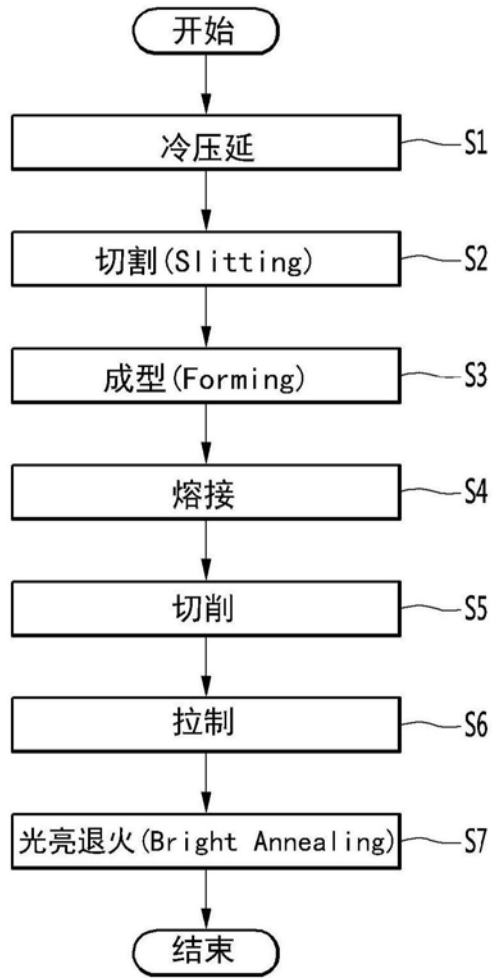 开始
冷压延
S1
切割(Slitting)
S2
成型(Forming)
S3
熔接
S4
切削
S5
拉制
S6
光亮退火(Bright Annealing)
S7
结束